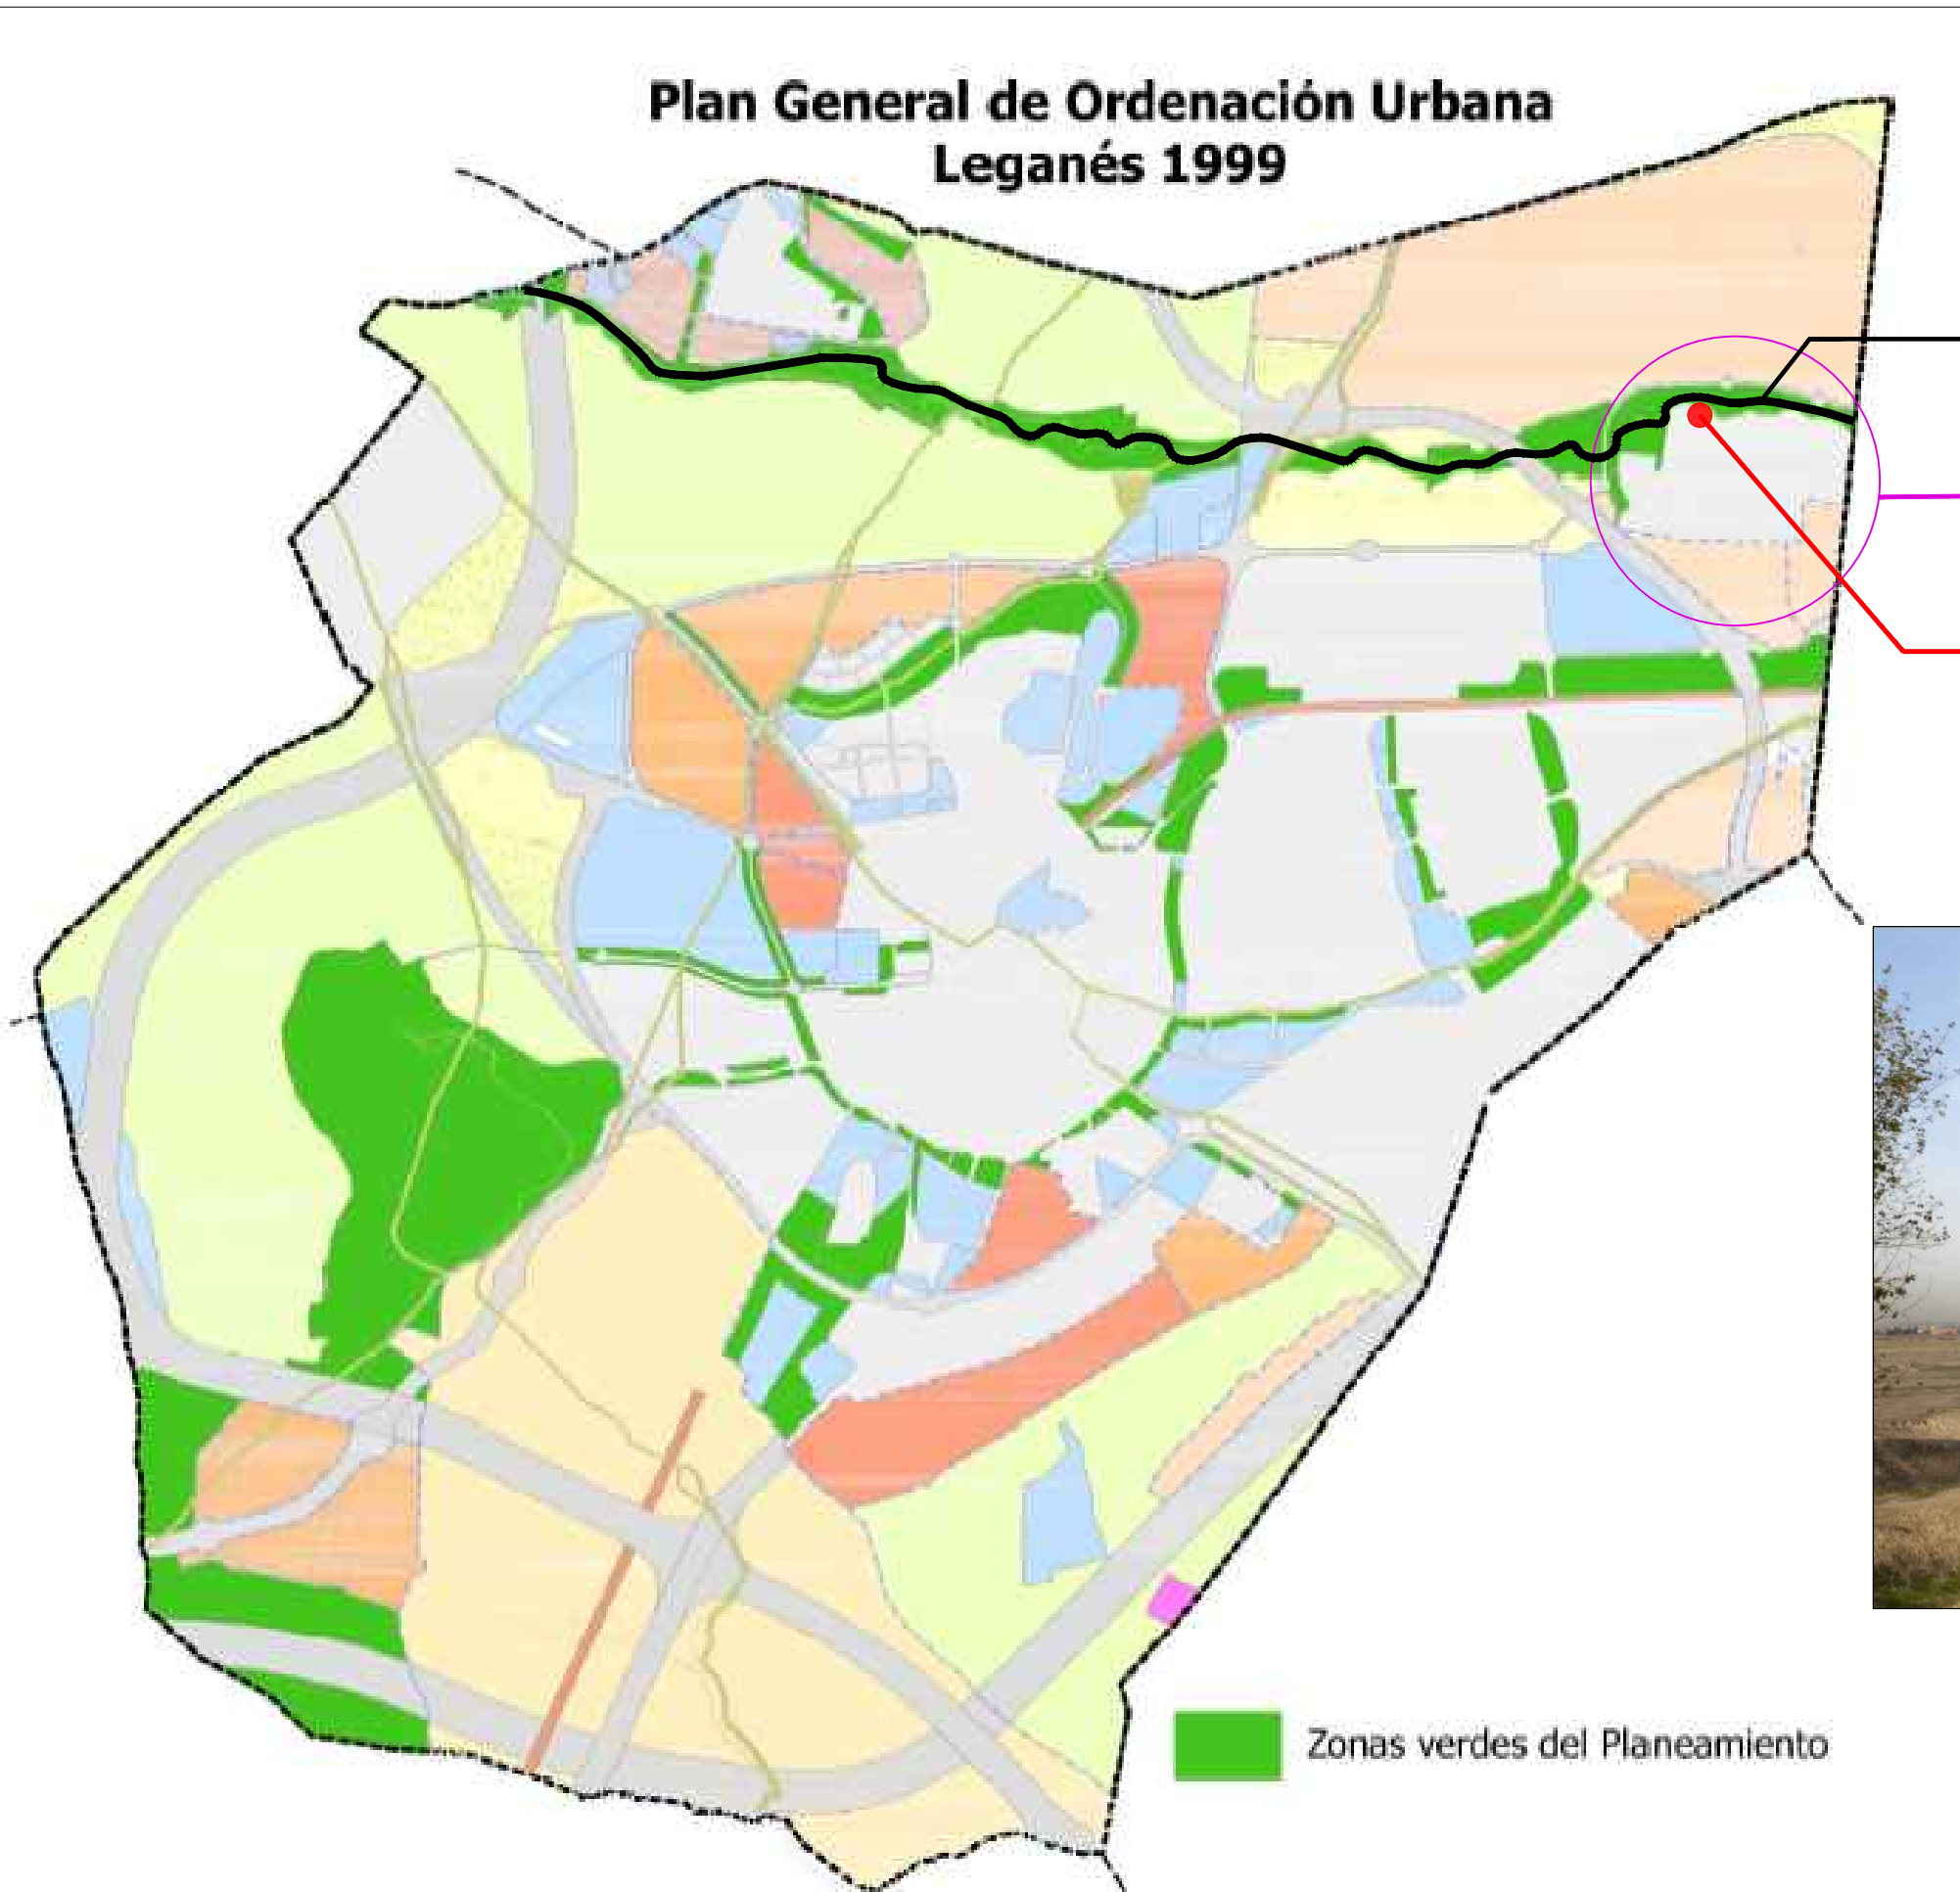 Plan General de Ordenación Urbana
Leganés 1999
Zonas verdes del Planeamiento